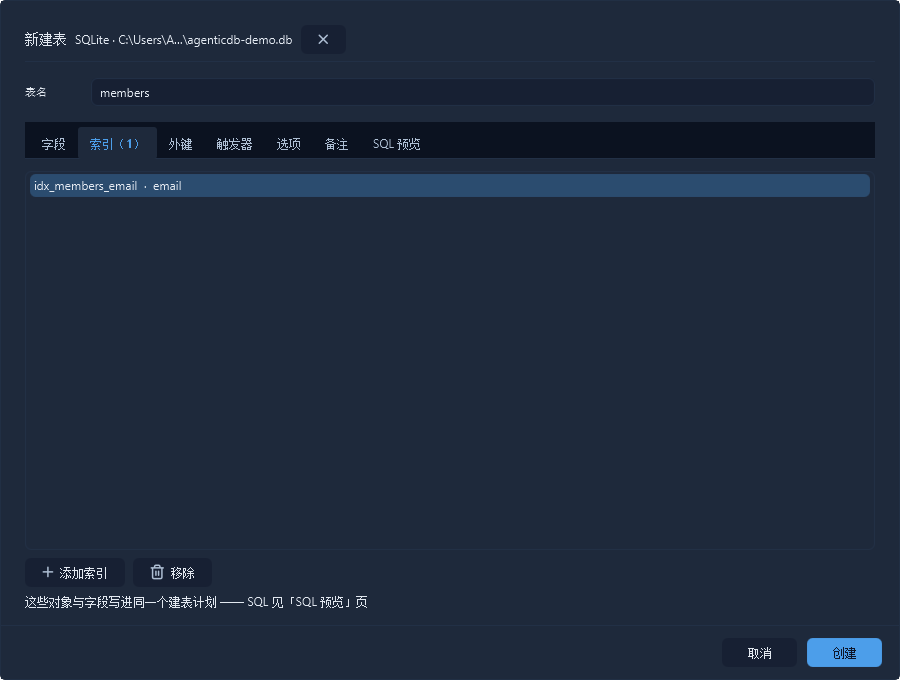 新建表 SQLite · C:\Users\A...\agenticdb-demo.db
表名 members
字段 索引（1） 外键 触发器 选项 备注 SQL 预览
idx_members_email · email
添加索引 移除
这些对象与字段写进同一个建表计划 —— SQL 见「SQL 预览」页
取消 创建